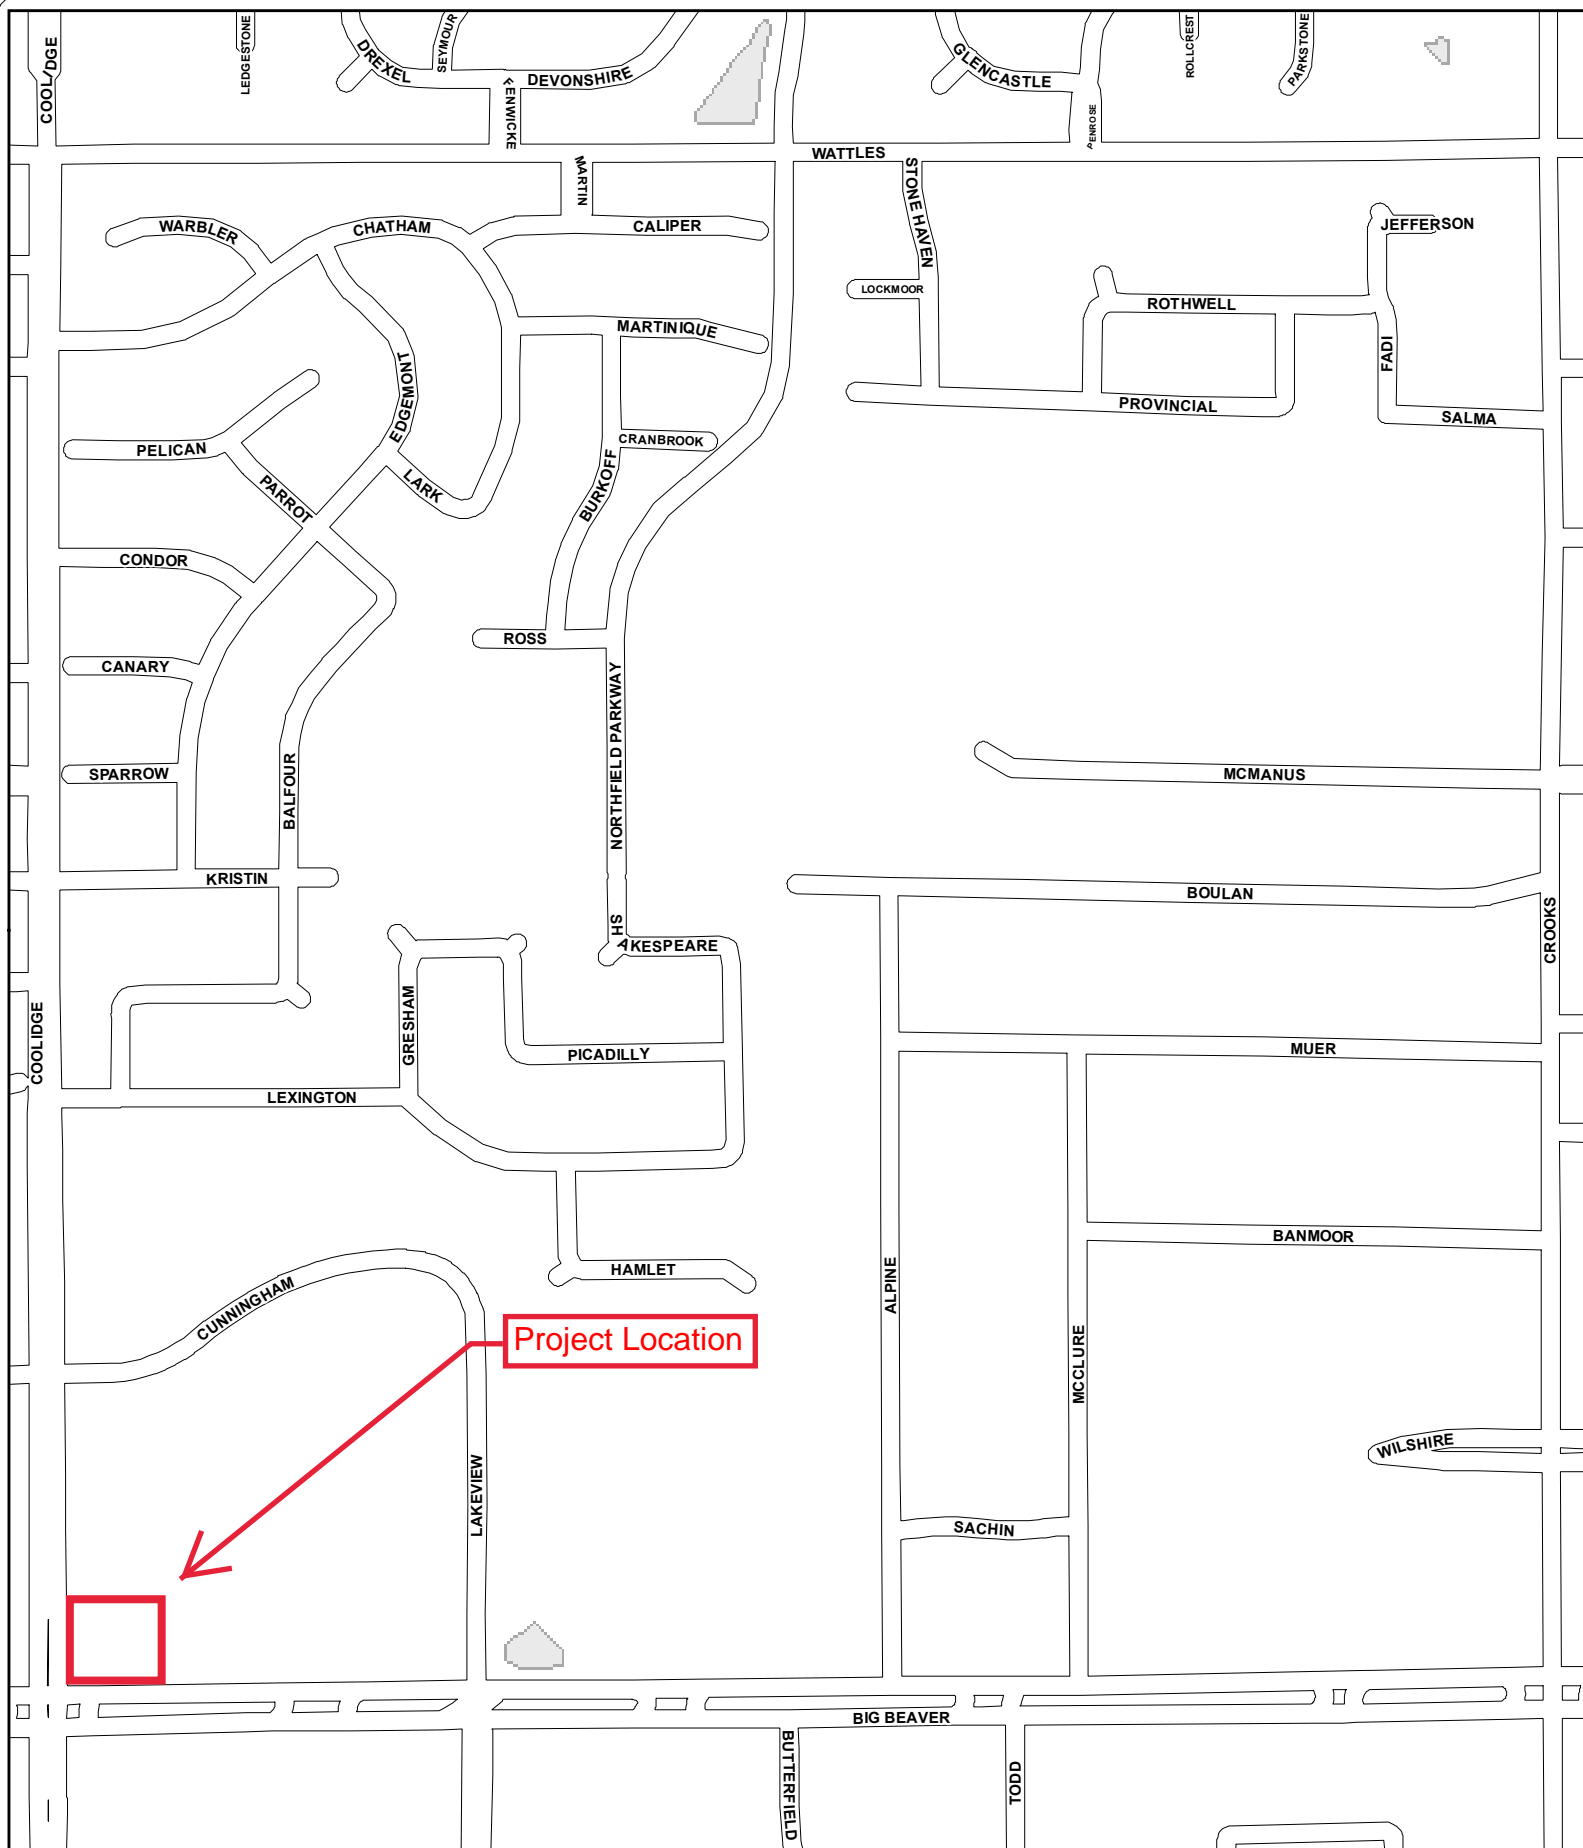 COOLIDGE
LEDGESTONE
DREXEL
SEYMOUR
FENWICKE
DEVONSHIRE
GLENCASTLE
PENROSE
ROLLCREST
PARKSTONE
WATTLES
MARTIN
STONE HAVEN
WARBLER
CHATHAM
CALIPER
JEFFERSON
LOCKMOOR
ROTHWELL
MARTINIQUE
FADI
EDGEMONT
PROVINCIAL
SALMA
PELICAN
CRANBROOK
LARK
PARROT
BURKOFF
CONDOR
ROSS
CANARY
NORTHFIELD PARKWAY
SPARROW
BALFOUR
MCMANUS
KRISTIN
BOULAN
CROOKS
SHAKESPEARE
COOLIDGE
GRESHAM
PICADILLY
MUER
LEXINGTON
BANMOOR
HAMLET
ALPINE
CUNNINGHAM
Project Location
MCCLURE
WILSHIRE
LAKEVIEW
SACHIN
BIG BEAVER
BUTTERFIELD
TODD